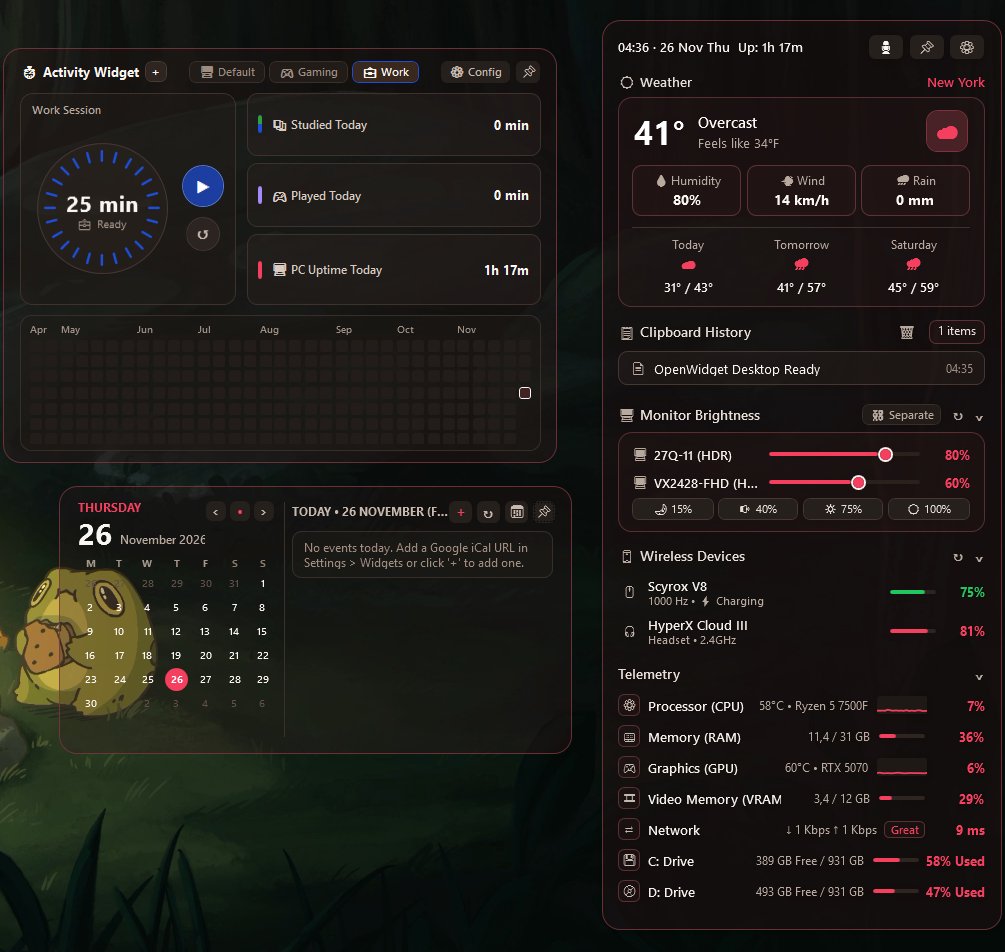 Activity Widget +
Default
Gaming
Work
Config
Work Session
25 min
Ready
Studied Today 0 min
Played Today 0 min
PC Uptime Today 1h 17m
Apr May Jun Jul Aug Sep Oct Nov
THURSDAY
26 November 2026
< • >
M T W T F S S
26 27 28 29 30 31 1
2 3 4 5 6 7 8
9 10 11 12 13 14 15
16 17 18 19 20 21 22
23 24 25 26 27 28 29
30 1 2 3 4 5 6
TODAY • 26 NOVEMBER (F... +
No events today. Add a Google iCal URL in
Settings > Widgets or click '+' to add one.
04:36 · 26 Nov Thu Up: 1h 17m
Weather New York
41° Overcast
Feels like 34°F
Humidity
80%
Wind
14 km/h
Rain
0 mm
Today
31° / 43°
Tomorrow
41° / 57°
Saturday
45° / 59°
Clipboard History 1 items
OpenWidget Desktop Ready 04:35
Monitor Brightness Separate
27Q-11 (HDR) 80%
VX2428-FHD (H... 60%
15% 40% 75% 100%
Wireless Devices
Scyrox V8 75%
1000 Hz • Charging
HyperX Cloud III 81%
Headset • 2.4GHz
Telemetry
Processor (CPU) 58°C • Ryzen 5 7500F 7%
Memory (RAM) 11,4 / 31 GB 36%
Graphics (GPU) 60°C • RTX 5070 6%
Video Memory (VRAM 3,4 / 12 GB 29%
Network ↓ 1 Kbps ↑ 1 Kbps Great 9 ms
C: Drive 389 GB Free / 931 GB 58% Used
D: Drive 493 GB Free / 931 GB 47% Used